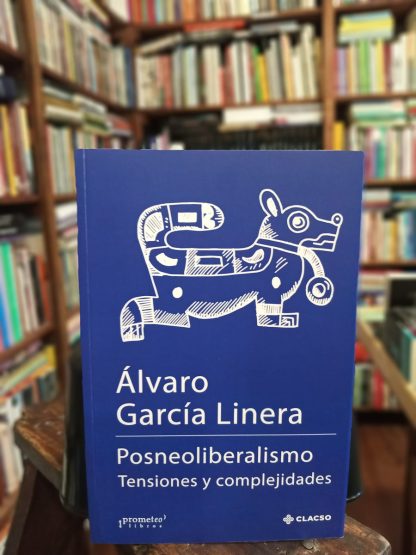 Álvaro
García Linera
Posneoliberalismo
Tensiones y complejidades
prometeo
libros
CLACSO